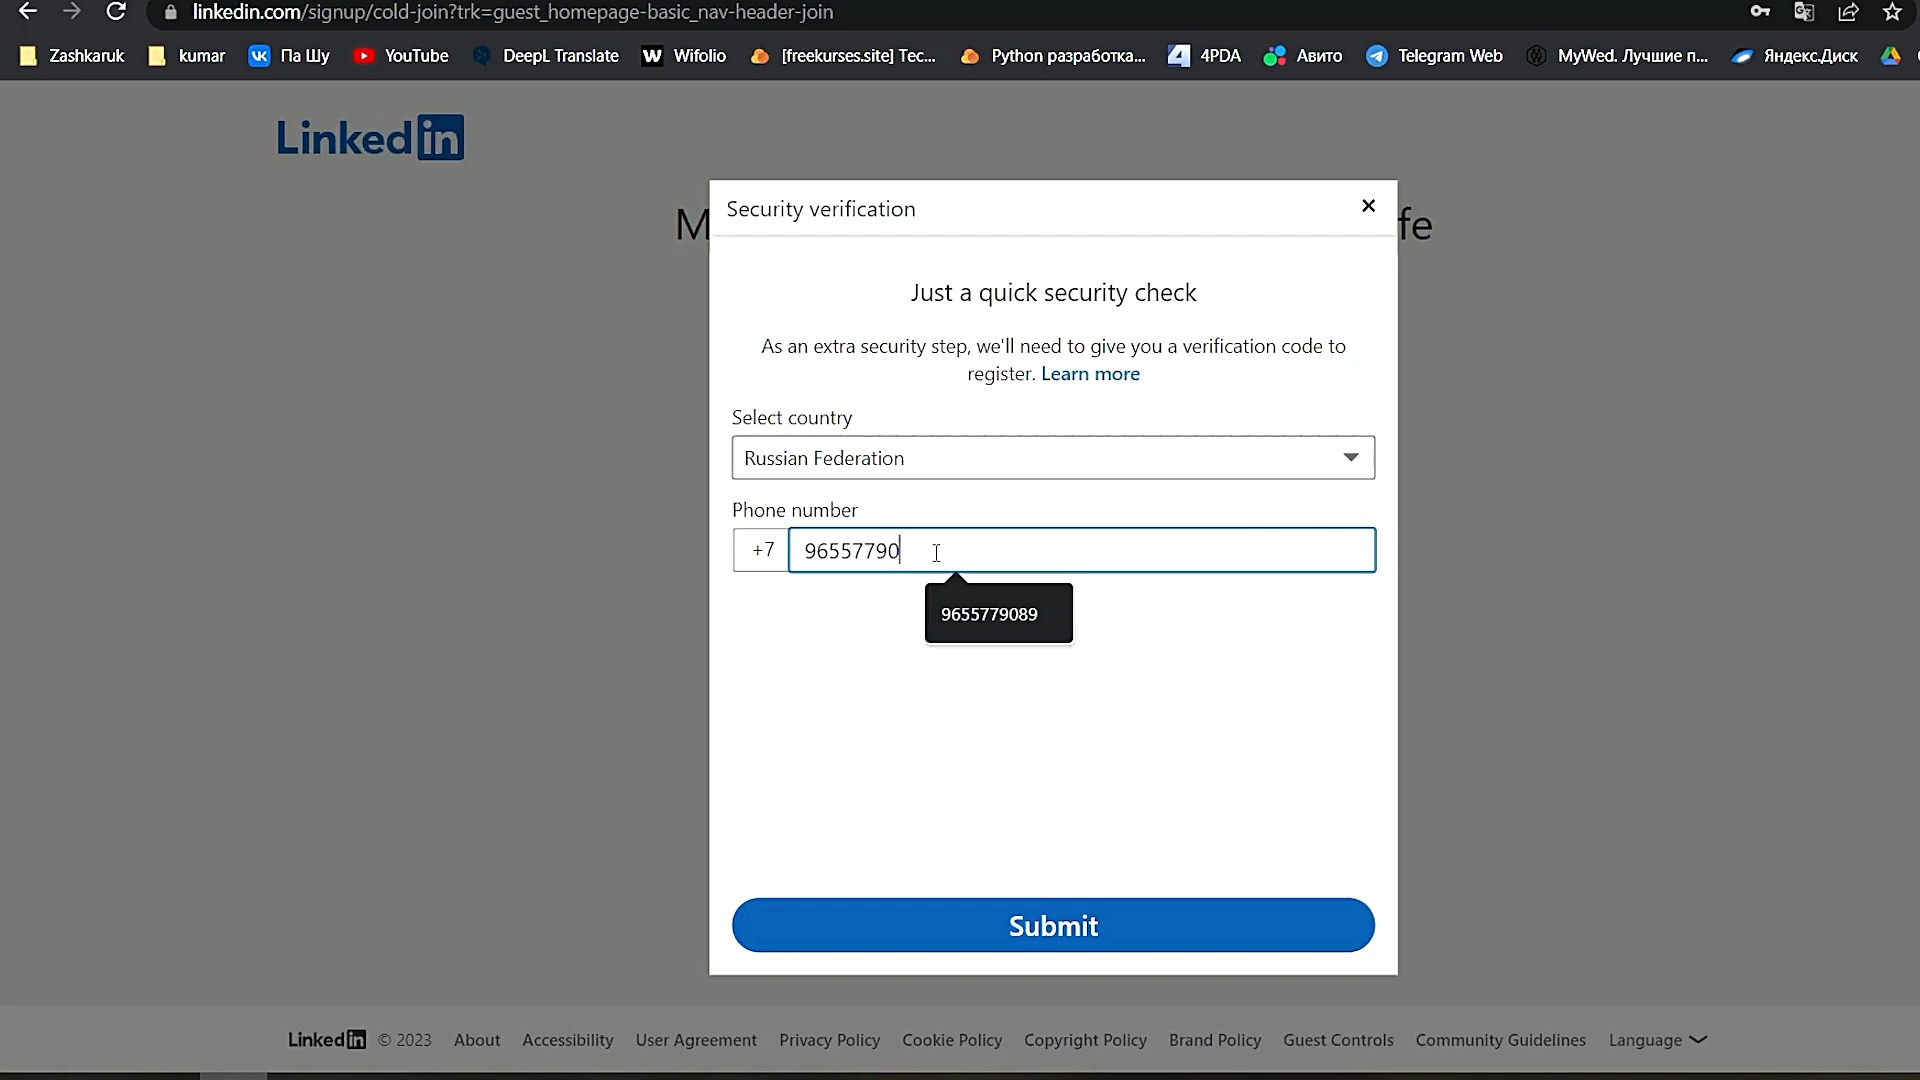 linkedin.com/signup/cold-join?trk=guest_homepage-basic_nav-header-join
Zashkaruk kumar Па Шу YouTube DeepL Translate Wifolio [freekurses.site] Tec... Python разработка... 4PDA Авито Telegram Web MyWed. Лучшие п... Яндекс.Диск
LinkedIn
M fe
Security verification
Just a quick security check
As an extra security step, we'll need to give you a verification code to
register. Learn more
Select country
Russian Federation
Phone number
+7 96557790
9655779089
Submit
LinkedIn © 2023 About Accessibility User Agreement Privacy Policy Cookie Policy Copyright Policy Brand Policy Guest Controls Community Guidelines Language